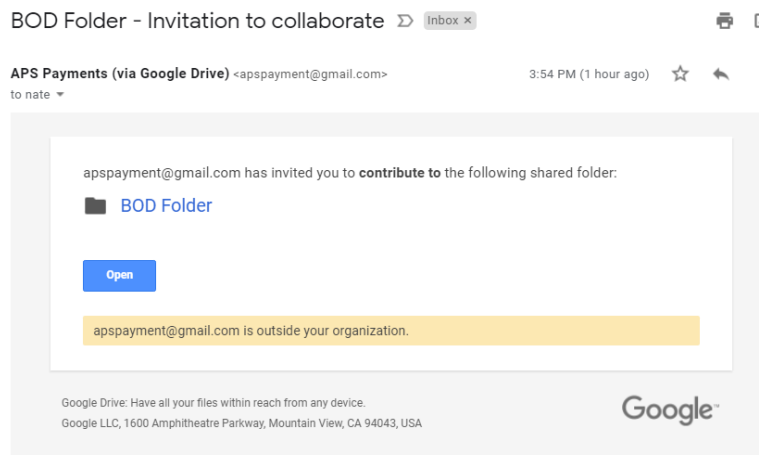 BOD Folder - Invitation to collaborate Inbox ×
APS Payments (via Google Drive) <apspayment@gmail.com> 3:54 PM (1 hour ago)
to nate
apspayment@gmail.com has invited you to contribute to the following shared folder:
BOD Folder
Open
apspayment@gmail.com is outside your organization.
Google Drive: Have all your files within reach from any device.
Google LLC, 1600 Amphitheatre Parkway, Mountain View, CA 94043, USA
Google™